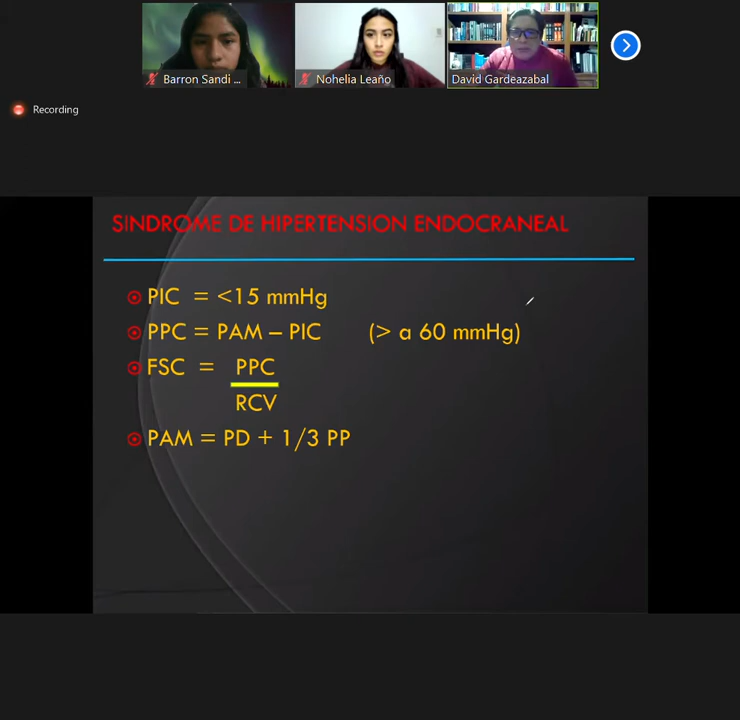 Barron Sandi ...
Nohelia Leaño
David Gardeazabal
Recording
SINDROME DE HIPERTENSION ENDOCRANEAL
PIC = <15 mmHg
PPC = PAM – PIC (> a 60 mmHg)
FSC = PPC
RCV
PAM = PD + 1/3 PP